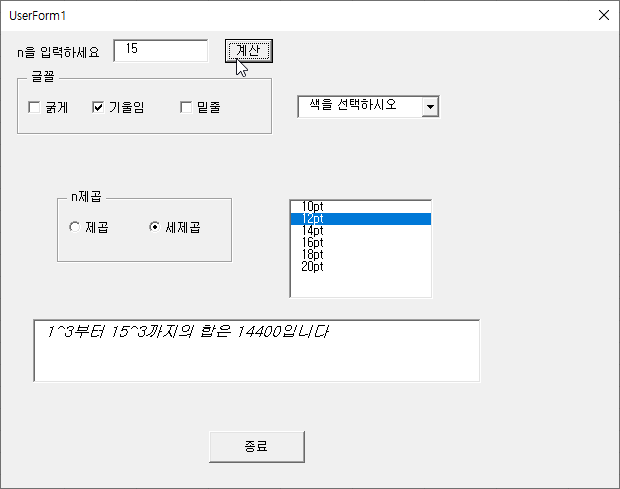 UserForm1
n을 입력하세요 15 계산
글꼴
굵게 기울임 밑줄
색을 선택하시오
n제곱
제곱 세제곱
10pt
12pt
14pt
16pt
18pt
20pt
1^3부터 15^3까지의 합은 14400입니다
종료